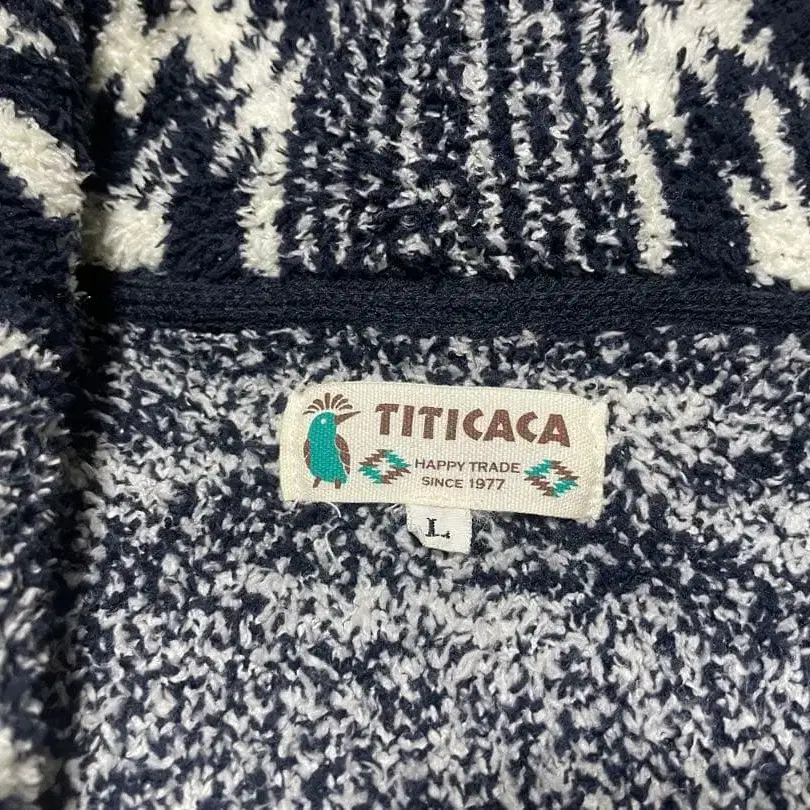 TITICACA
HAPPY TRADE
SINCE 1977
L